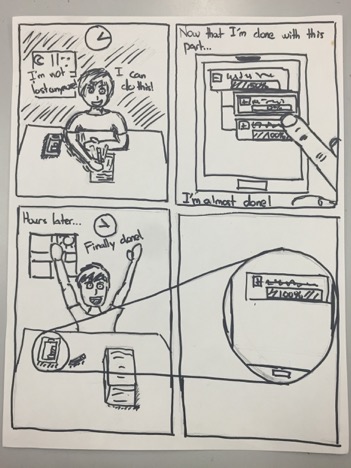 I'm not
lost anymore!
I can
do this!
Now that I'm done with this
part...
100%
100%
I'm almost done!
Hours later...
Finally done!
100%